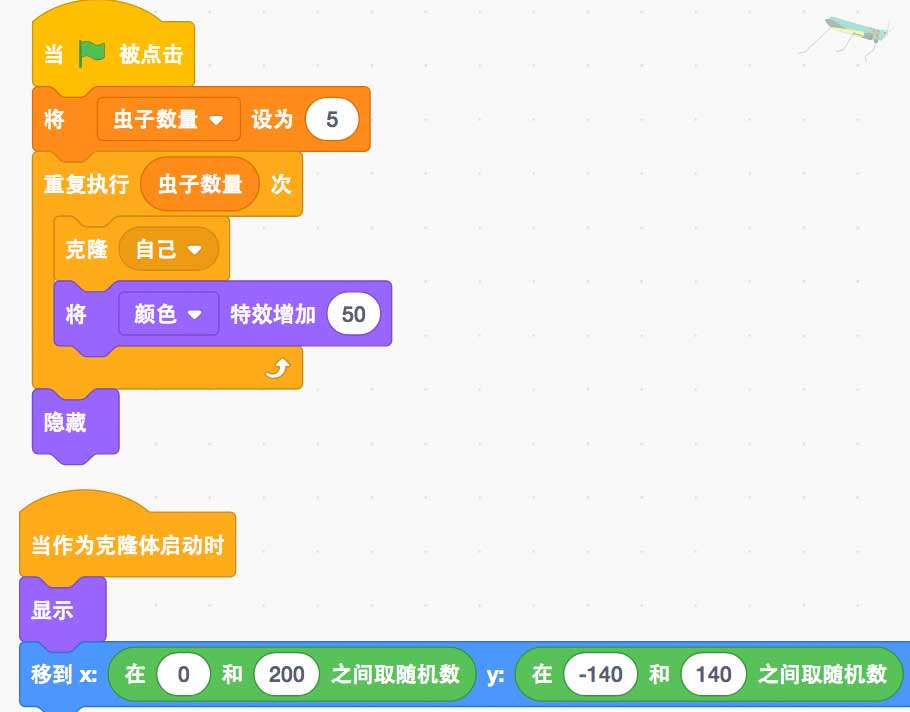 当 被点击
将 虫子数量 设为 5
重复执行 虫子数量 次
克隆 自己
将 颜色 特效增加 50
隐藏
当作为克隆体启动时
显示
移到 x: 在 0 和 200 之间取随机数 y: 在 -140 和 140 之间取随机数